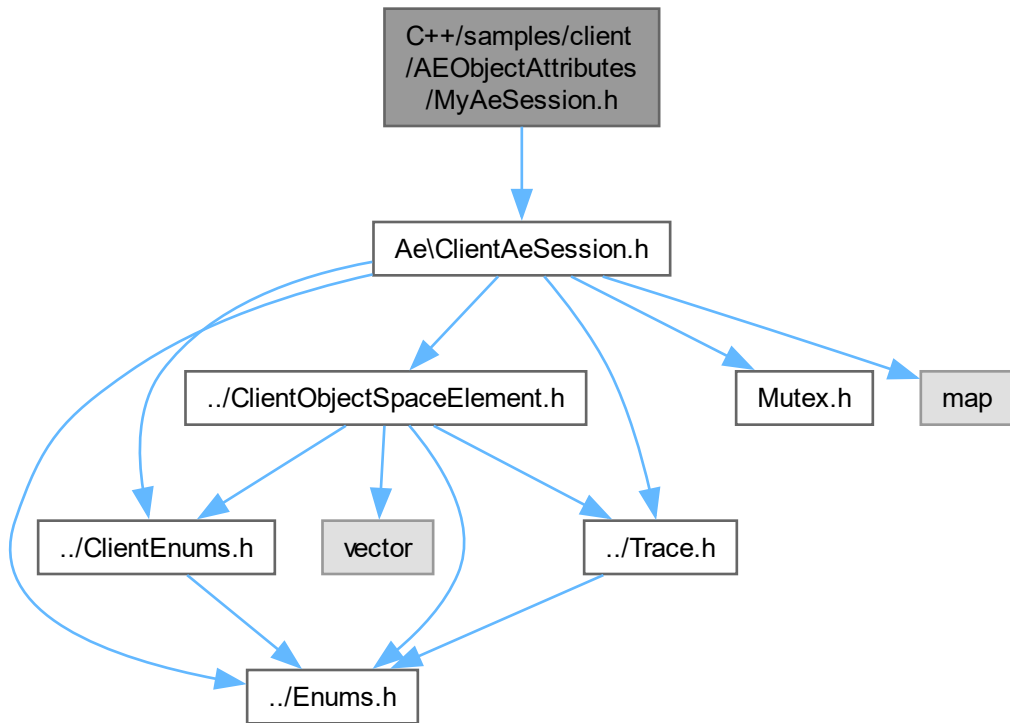 C++/samples/client
/AEObjectAttributes
/MyAeSession.h
Ae\ClientAeSession.h
../ClientObjectSpaceElement.h
Mutex.h
map
../ClientEnums.h
vector
../Trace.h
../Enums.h